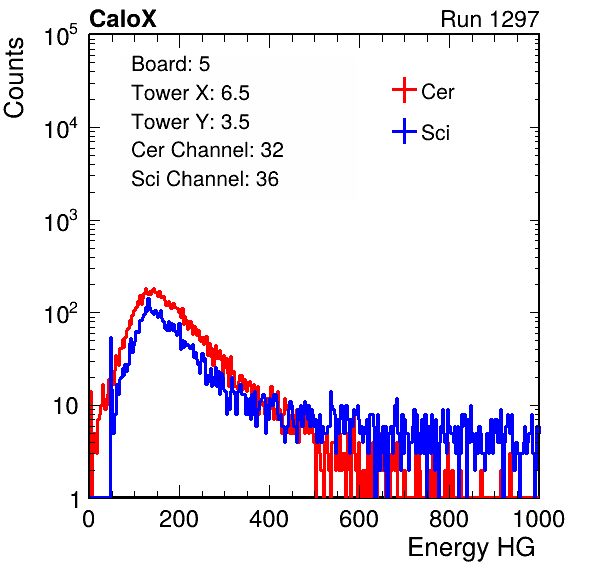 CaloX Run 1297
Board: 5
Tower X: 6.5
Tower Y: 3.5
Cer Channel: 32
Sci Channel: 36
Cer
Sci
Counts
10^5
10^4
10^3
10^2
10
1
0 200 400 600 800 1000
Energy HG